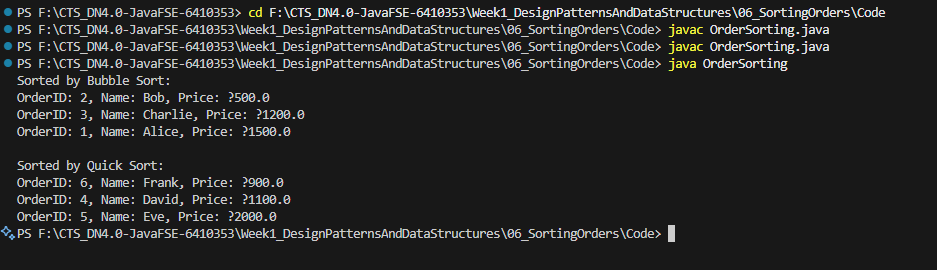 PS F:\CTS_DN4.0-JavaFSE-6410353> cd F:\CTS_DN4.0-JavaFSE-6410353\Week1_DesignPatternsAndDataStructures\06_SortingOrders\Code
PS F:\CTS_DN4.0-JavaFSE-6410353\Week1_DesignPatternsAndDataStructures\06_SortingOrders\Code> javac OrderSorting.java
PS F:\CTS_DN4.0-JavaFSE-6410353\Week1_DesignPatternsAndDataStructures\06_SortingOrders\Code> javac OrderSorting.java
PS F:\CTS_DN4.0-JavaFSE-6410353\Week1_DesignPatternsAndDataStructures\06_SortingOrders\Code> java OrderSorting
Sorted by Bubble Sort:
OrderID: 2, Name: Bob, Price: ?500.0
OrderID: 3, Name: Charlie, Price: ?1200.0
OrderID: 1, Name: Alice, Price: ?1500.0
Sorted by Quick Sort:
OrderID: 6, Name: Frank, Price: ?900.0
OrderID: 4, Name: David, Price: ?1100.0
OrderID: 5, Name: Eve, Price: ?2000.0
PS F:\CTS_DN4.0-JavaFSE-6410353\Week1_DesignPatternsAndDataStructures\06_SortingOrders\Code>